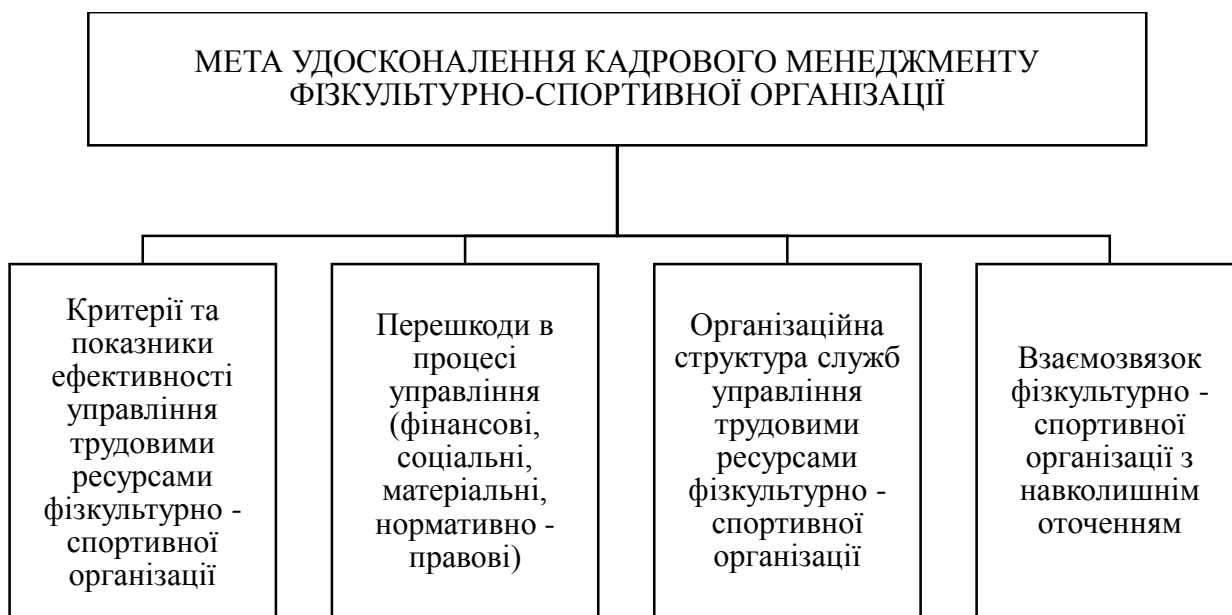 МЕТА УДОСКОНАЛЕННЯ КАДРОВОГО МЕНЕДЖМЕНТУ
ФІЗКУЛЬТУРНО-СПОРТИВНОЇ ОРГАНІЗАЦІЇ
Критерії та
показники
ефективності
управління
трудовими
ресурсами
фізкультурно -
спортивної
організації
Перешкоди в
процесі
управління
(фінансові,
соціальні,
матеріальні,
нормативно -
правові)
Організаційна
структура служб
управління
трудовими
ресурсами
фізкультурно -
спортивної
організації
Взаємозвязок
фізкультурно -
спортивної
організації з
навколишнім
оточенням